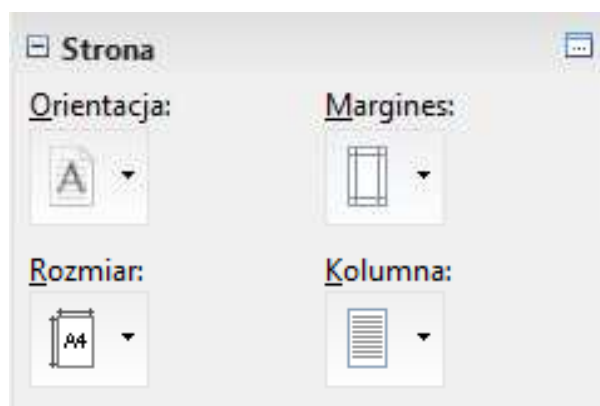 Strona
Orientacja:
Margines:
A
Rozmiar:
Kolumna:
A4